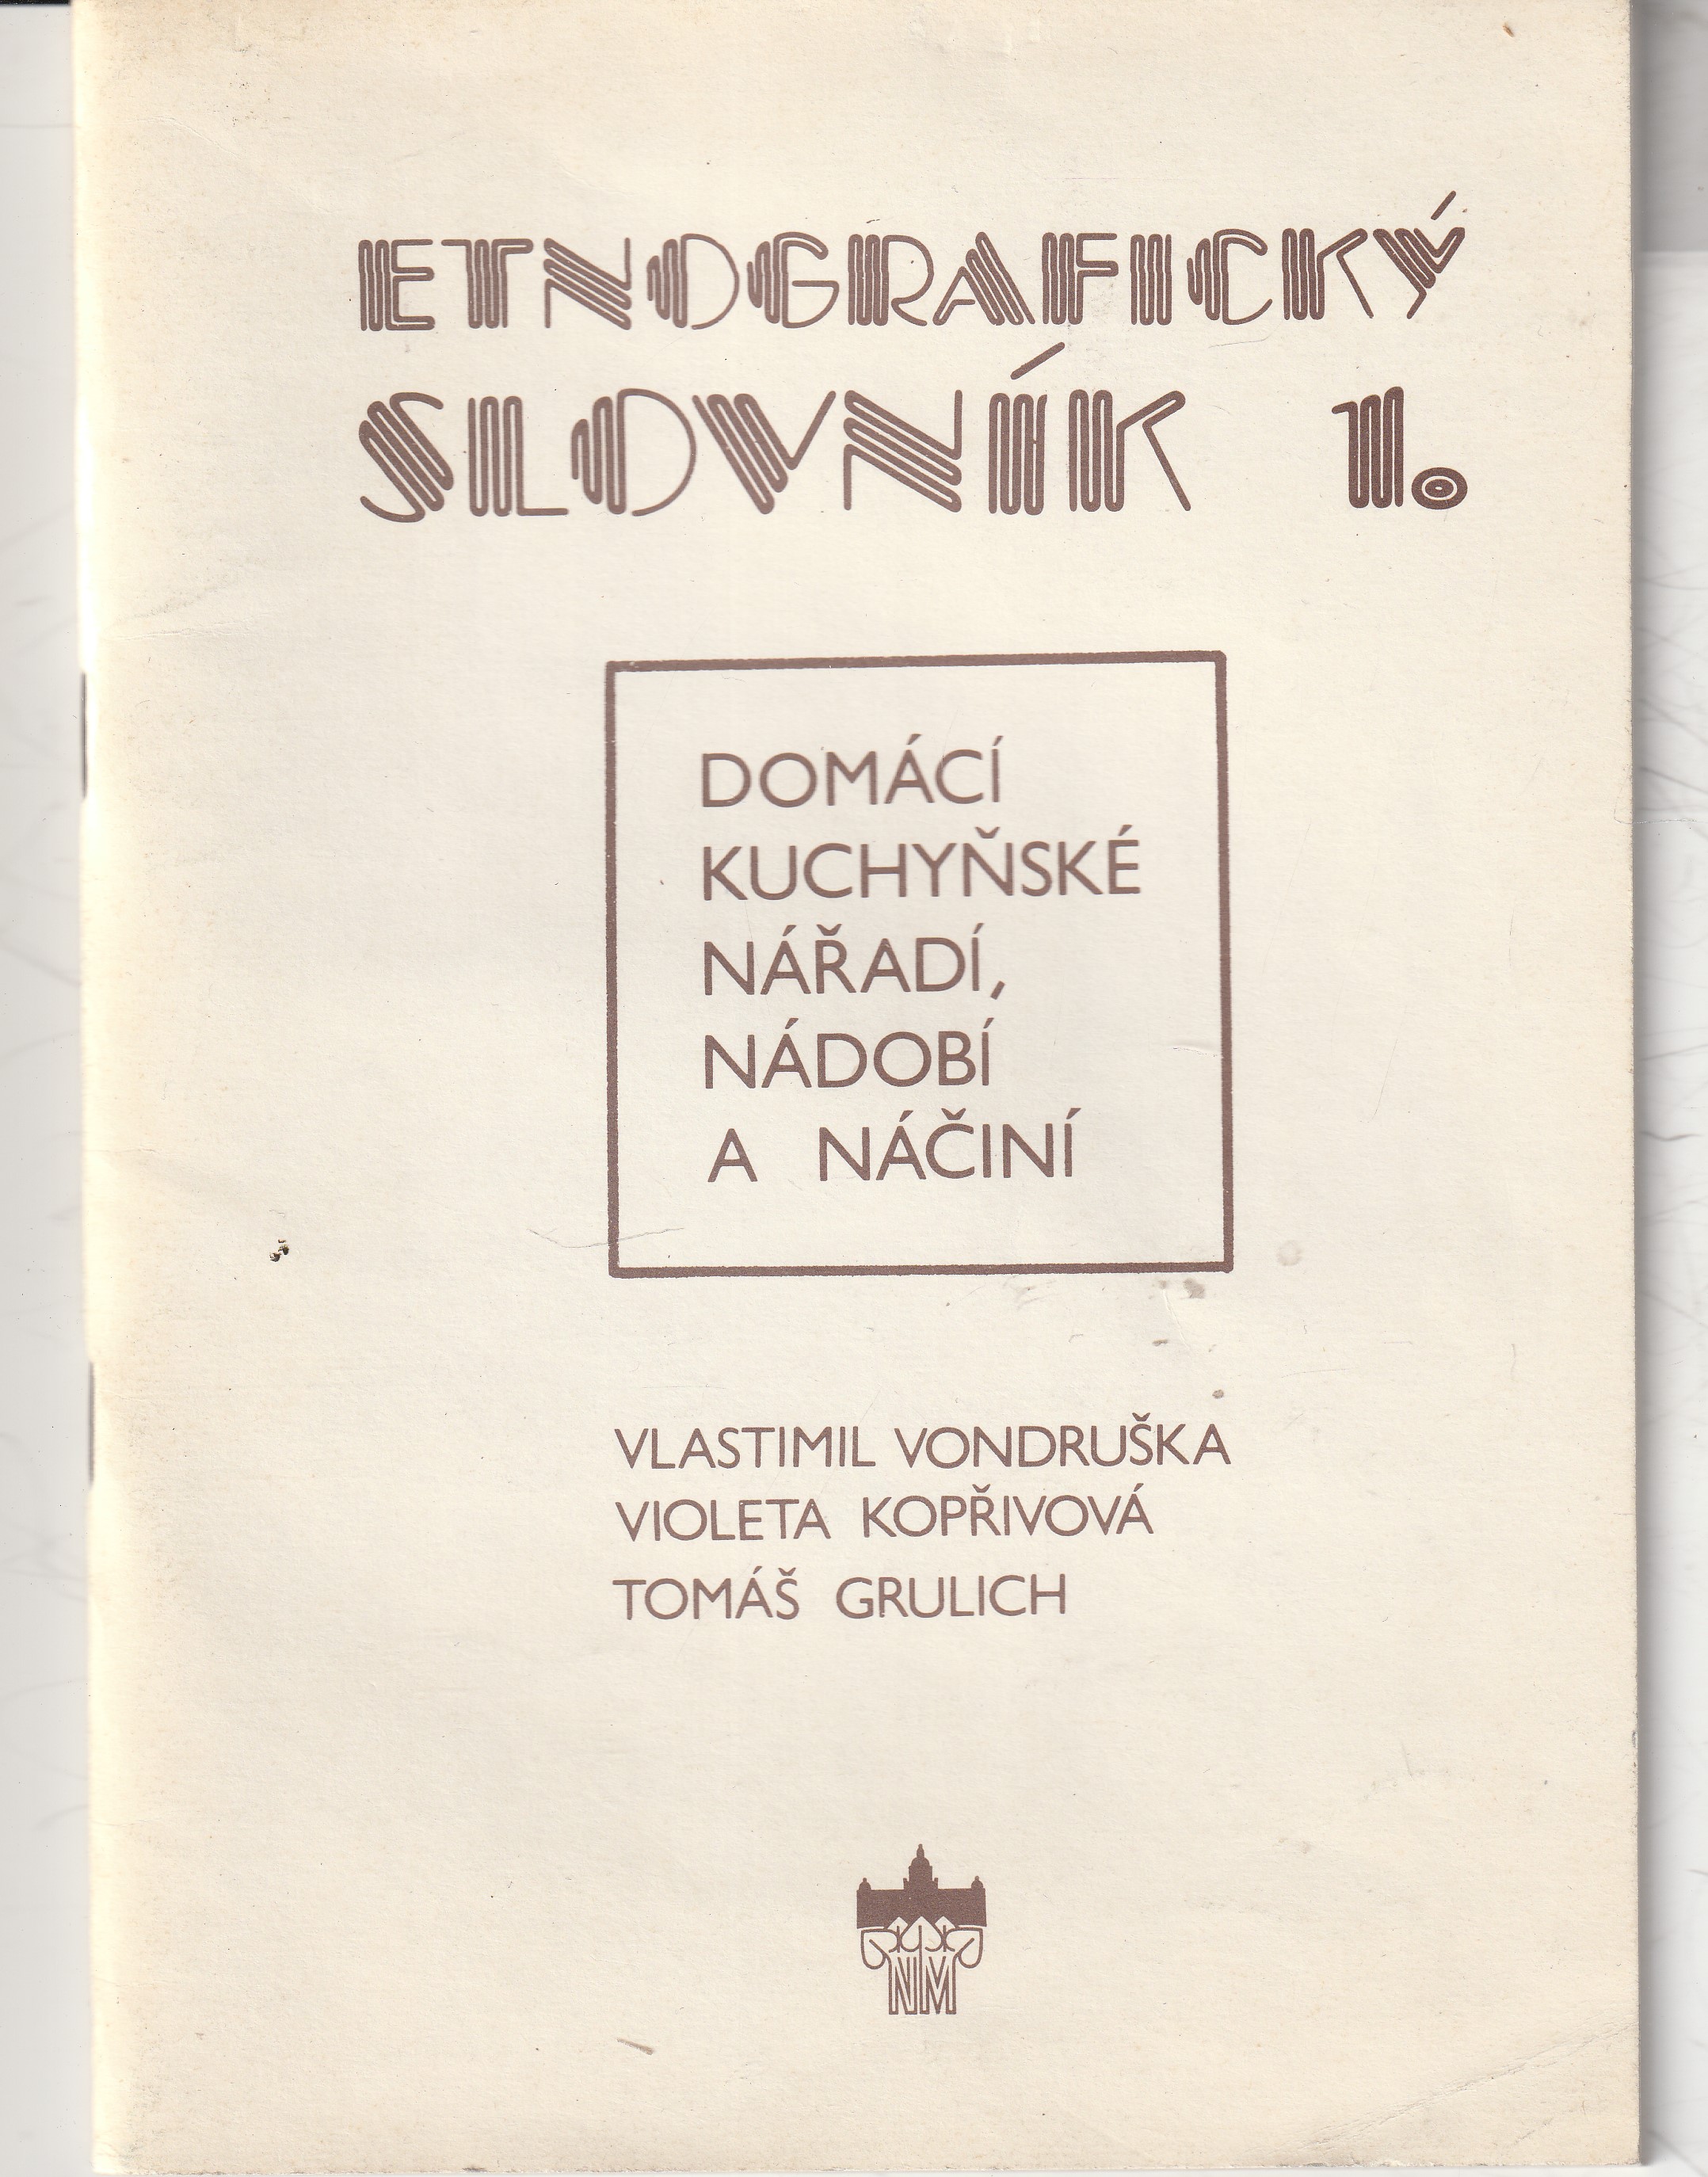 ETNOGRAFICKÝ
SLOVNÍK 1.
DOMÁCÍ
KUCHYŇSKÉ
NÁŘADÍ,
NÁDOBÍ
A NÁČINÍ
VLASTIMIL VONDRUŠKA
VIOLETA KOPŘIVOVÁ
TOMÁŠ GRULICH
NM